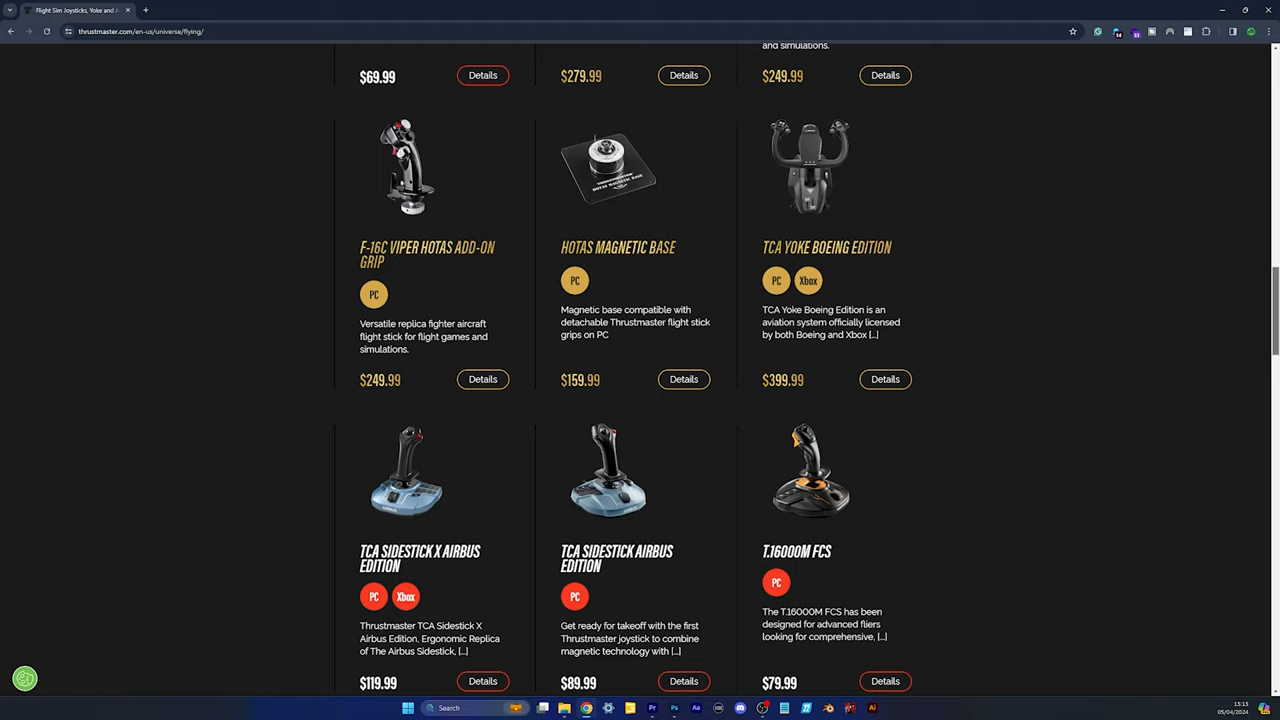 Flight Sim Joysticks, Yoke and A
thrustmaster.com/en-us/universe/flying/
and simulations.
$69.99
Details
$279.99
Details
$249.99
Details
F-16C VIPER HOTAS ADD-ON
GRIP
PC
Versatile replica fighter aircraft
flight stick for flight games and
simulations.
$249.99
Details
HOTAS MAGNETIC BASE
PC
Magnetic base compatible with
detachable Thrustmaster flight stick
grips on PC
$159.99
Details
TCA YOKE BOEING EDITION
PC
Xbox
TCA Yoke Boeing Edition is an
aviation system officially licensed
by both Boeing and Xbox [...]
$399.99
Details
TCA SIDESTICK X AIRBUS
EDITION
PC
Xbox
Thrustmaster TCA Sidestick X
Airbus Edition, Ergonomic Replica
of The Airbus Sidestick, [...]
$119.99
Details
TCA SIDESTICK AIRBUS
EDITION
PC
Get ready for takeoff with the first
Thrustmaster joystick to combine
magnetic technology with [...]
$89.99
Details
T.16000M FCS
PC
The T.16000M FCS has been
designed for advanced fliers
looking for comprehensive, [...]
$79.99
Details
Search
15:15
05/04/2024